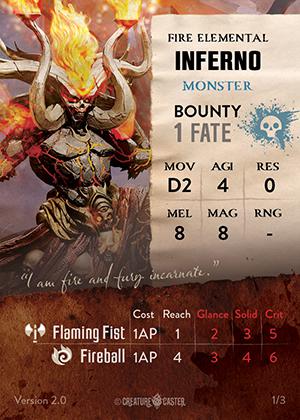 FIRE ELEMENTAL
INFERNO
MONSTER
BOUNTY
1 FATE
MOV AGI RES
D2 4 0
MEL MAG RNG
8 8 -
"I am fire and fury incarnate."
Cost Reach Glance Solid Crit
Flaming Fist 1AP 1 2 3 5
Fireball 1AP 4 3 4 6
Version 2.0 © CREATURE CASTER 1/3